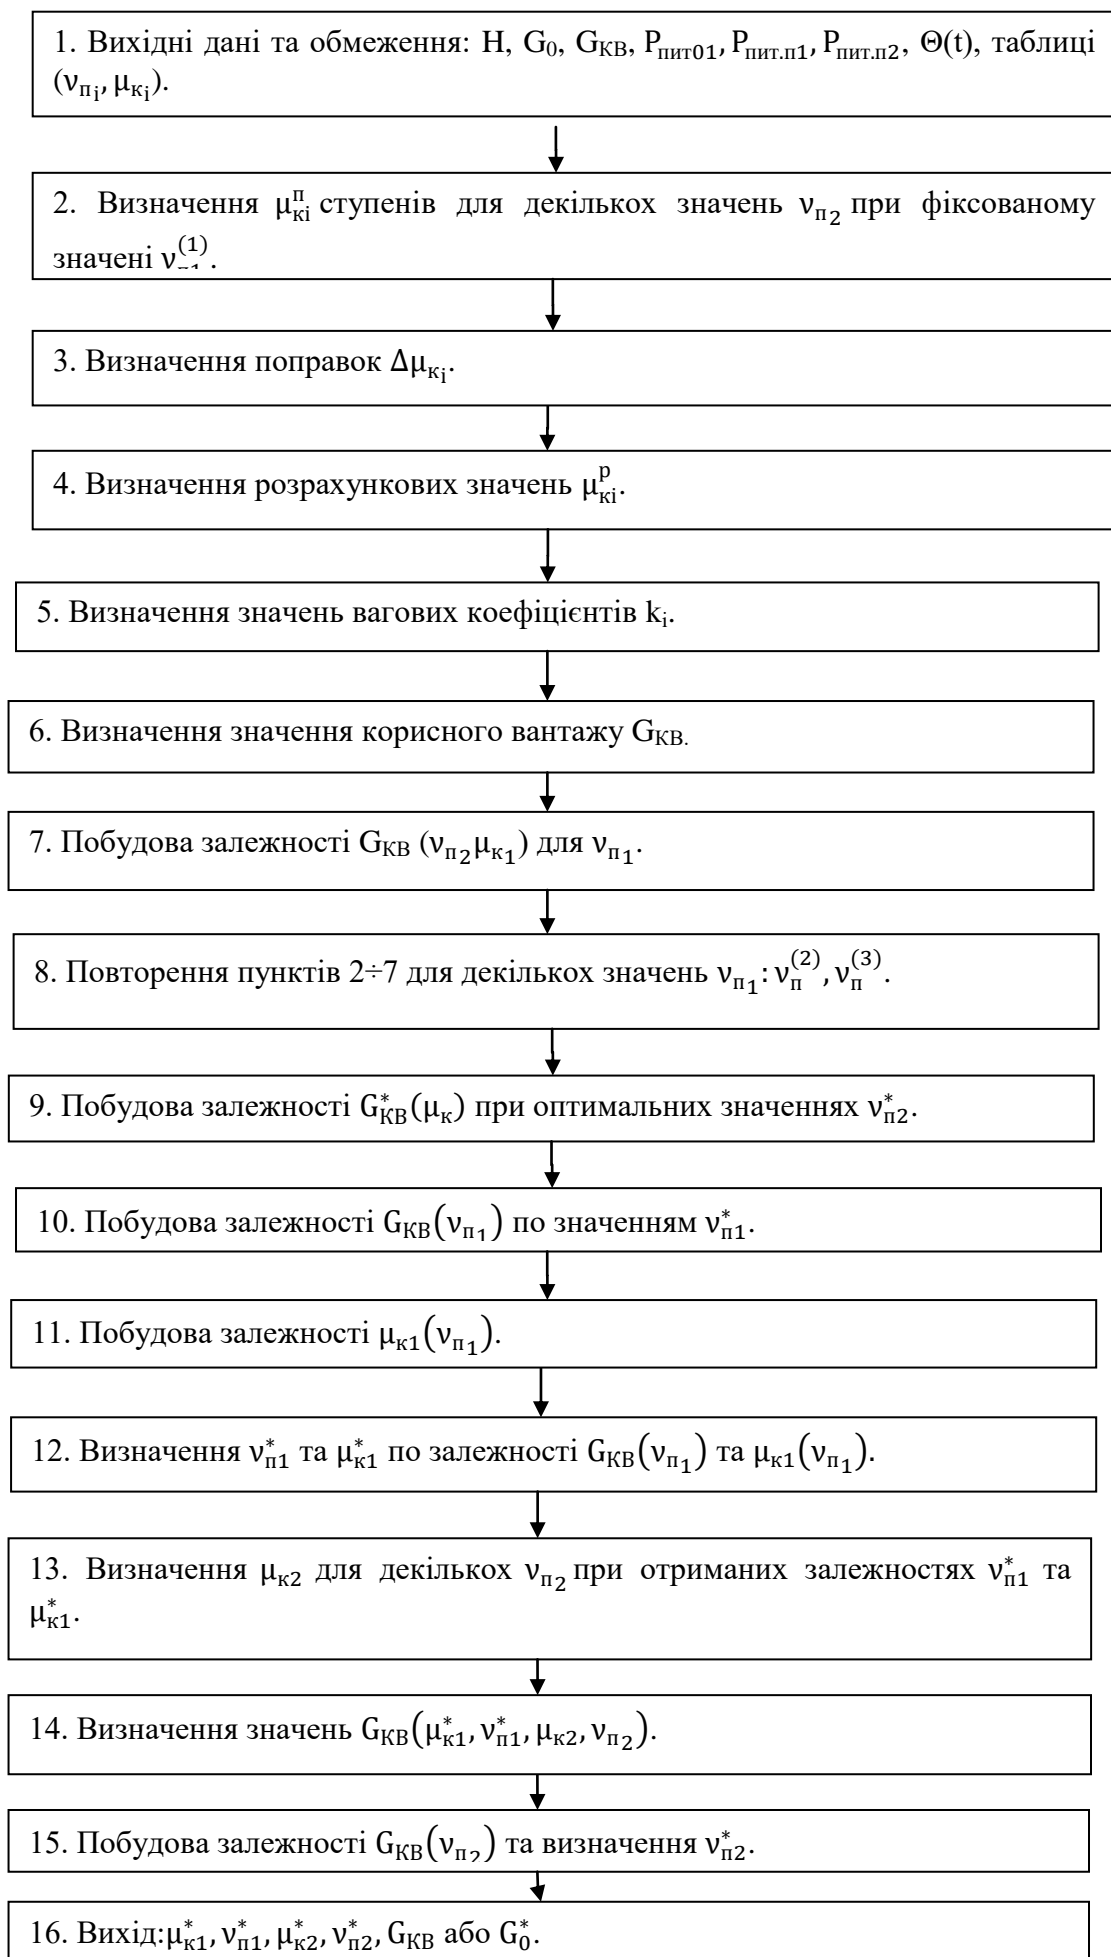 1. Вихідні дані та обмеження: H, G₀, G_КВ, P_пит01, P_пит.п1, P_пит.п2, Θ(t), таблиці
(ν_пᵢ, μ_кᵢ).
2. Визначення μ_кі^п ступенів для декількох значень ν_п₂ при фіксованому
значені ν_п1^(1).
3. Визначення поправок Δμ_кᵢ.
4. Визначення розрахункових значень μ_кі^р.
5. Визначення значень вагових коефіцієнтів kᵢ.
6. Визначення значення корисного вантажу G_КВ.
7. Побудова залежності G_КВ (ν_п₂μ_к₁) для ν_п₁.
8. Повторення пунктів 2÷7 для декількох значень ν_п₁: ν_п^(2), ν_п^(3).
9. Побудова залежності G*_КВ(μ_к) при оптимальних значеннях ν*_п2.
10. Побудова залежності G_КВ(ν_п₁) по значенням ν*_п1.
11. Побудова залежності μ_к1(ν_п₁).
12. Визначення ν*_п1 та μ*_к1 по залежності G_КВ(ν_п₁) та μ_к1(ν_п₁).
13. Визначення μ_к2 для декількох ν_п₂ при отриманих залежностях ν*_п1 та
μ*_к1.
14. Визначення значень G_КВ(μ*_к1, ν*_п1, μ_к2, ν_п₂).
15. Побудова залежності G_КВ(ν_п₂) та визначення ν*_п2.
16. Вихід:μ*_к1, ν*_п1, μ*_к2, ν*_п2, G_КВ або G*_0.